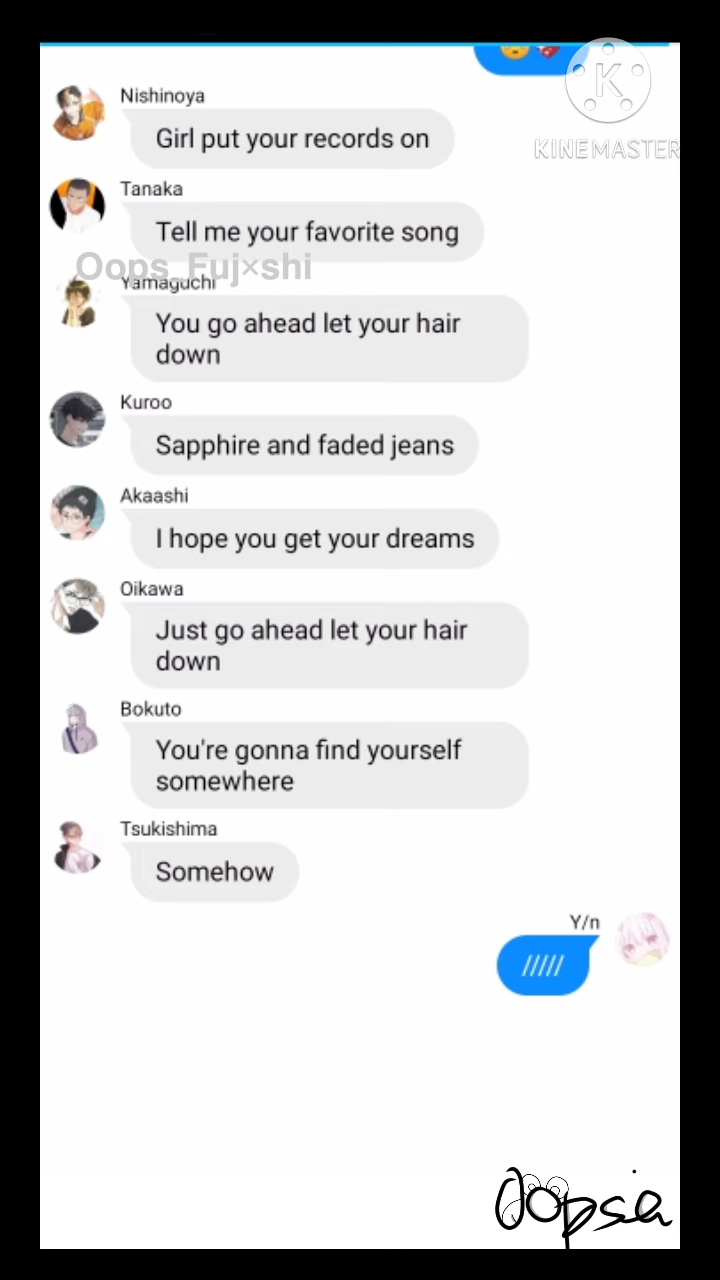 KINEMASTER
Nishinoya
Girl put your records on
Tanaka
Tell me your favorite song
Oops_Fuj×shi
Yamaguchi
You go ahead let your hair
down
Kuroo
Sapphire and faded jeans
Akaashi
I hope you get your dreams
Oikawa
Just go ahead let your hair
down
Bokuto
You're gonna find yourself
somewhere
Tsukishima
Somehow
Y/n
/////
Oopsia